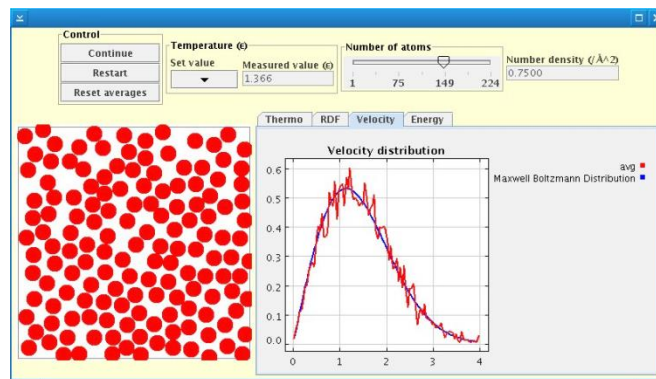 Control
Continue
Restart
Reset averages
Temperature (ε)
Set value
Measured value (ε)
1.366
Number of atoms
1 75 149 224
Number density (/Å^2)
0.7500
Thermo RDF Velocity Energy
Velocity distribution
avg
Maxwell Boltzmann Distribution
0.6
0.5
0.4
0.3
0.2
0.1
0.0
0 1 2 3 4